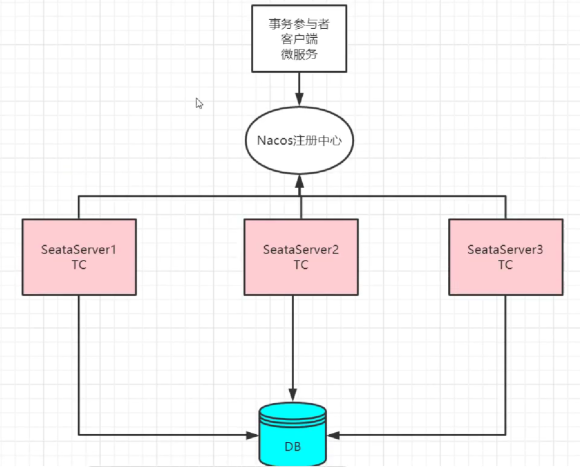 事务参与者
客户端
微服务
Nacos注册中心
SeataServer1
TC
SeataServer2
TC
SeataServer3
TC
DB